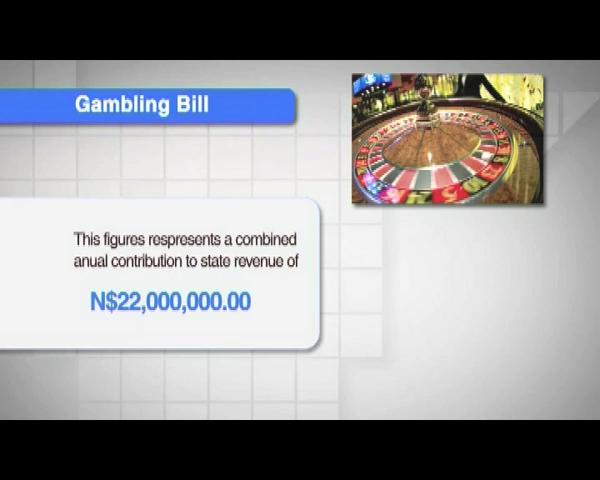 Gambling Bill
This figures respresents a combined
anual contribution to state revenue of
N$22,000,000.00